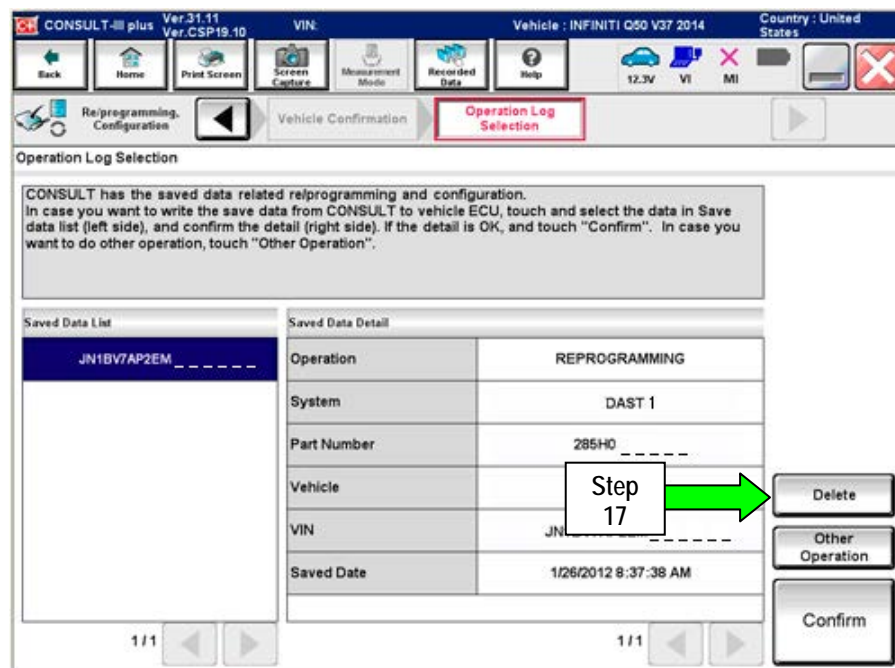 CONSULT-III plus Ver.31.11
Ver.CSP19.10
VIN:
Vehicle : INFINITI Q50 V37 2014
Country : United
States
Back
Home
Print Screen
Screen
Capture
Measurement
Mode
Recorded
Data
Help
12.3V
VI
MI
Re/programming,
Configuration
Vehicle Confirmation
Operation Log
Selection
Operation Log Selection
CONSULT has the saved data related re/programming and configuration.
In case you want to write the save data from CONSULT to vehicle ECU, touch and select the data in Save
data list (left side), and confirm the detail (right side). If the detail is OK, and touch "Confirm". In case you
want to do other operation, touch "Other Operation".
Saved Data List
JN1BV7AP2EM _ _ _ _ _ _
1/1
Saved Data Detail
Operation REPROGRAMMING
System DAST 1
Part Number 285H0 _ _ _ _ _
Vehicle
VIN
Saved Date 1/26/2012 8:37:38 AM
1/1
Step
17
Delete
Other
Operation
Confirm